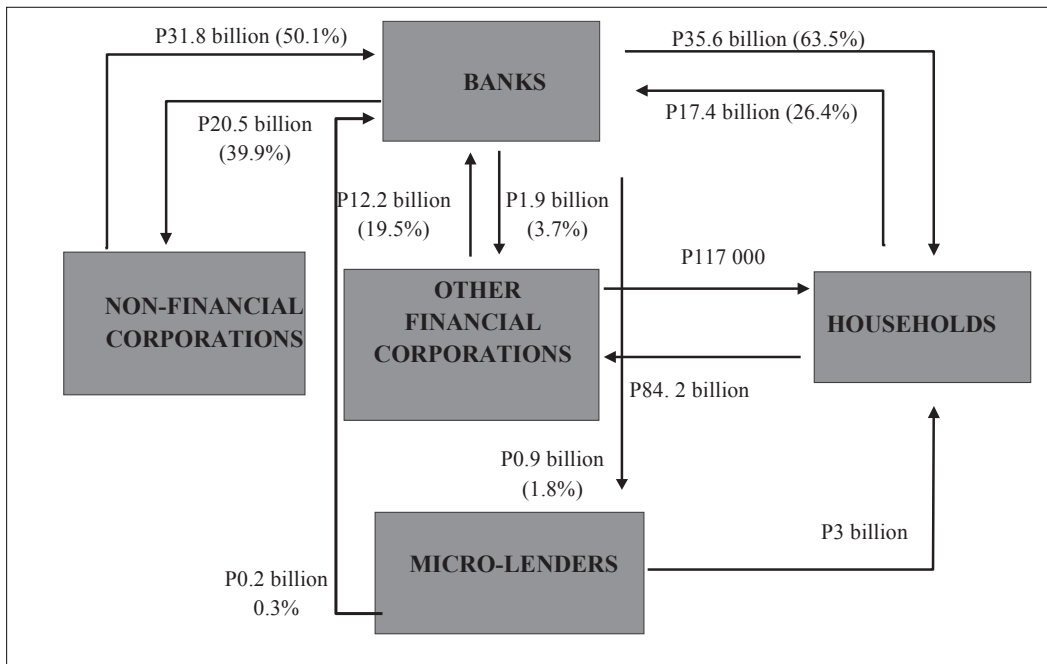 P31.8 billion (50.1%)
P35.6 billion (63.5%)
BANKS
P17.4 billion (26.4%)
P20.5 billion
(39.9%)
P12.2 billion
(19.5%)
P1.9 billion
(3.7%)
P117 000
NON-FINANCIAL
CORPORATIONS
OTHER
FINANCIAL
CORPORATIONS
HOUSEHOLDS
P84. 2 billion
P0.9 billion
(1.8%)
P3 billion
MICRO-LENDERS
P0.2 billion
0.3%